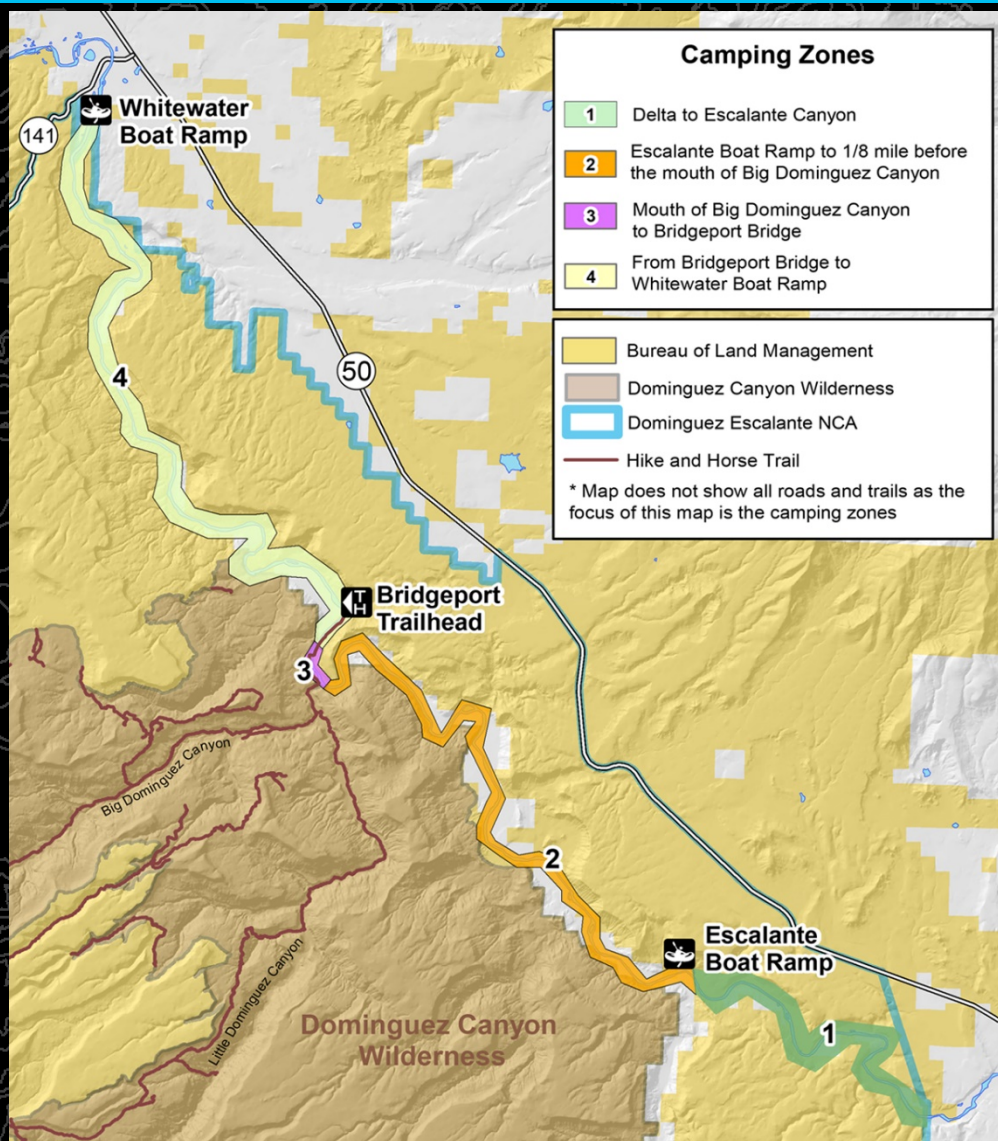 Camping Zones
1 Delta to Escalante Canyon
2 Escalante Boat Ramp to 1/8 mile before
the mouth of Big Dominguez Canyon
3 Mouth of Big Dominguez Canyon
to Bridgeport Bridge
4 From Bridgeport Bridge to
Whitewater Boat Ramp
Bureau of Land Management
Dominguez Canyon Wilderness
Dominguez Escalante NCA
Hike and Horse Trail
* Map does not show all roads and trails as the
focus of this map is the camping zones
Whitewater
Boat Ramp
141
50
4
TH
Bridgeport
Trailhead
3
Big Dominguez Canyon
2
Escalante
Boat Ramp
Little Dominguez Canyon
Dominguez Canyon
Wilderness
1